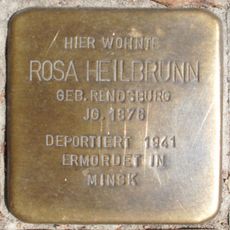 HIER WOHNTE
ROSA HEILBRUNN
GEB. RENDSBURG
JG. 1876
DEPORTIERT 1941
ERMORDET IN
MINSK